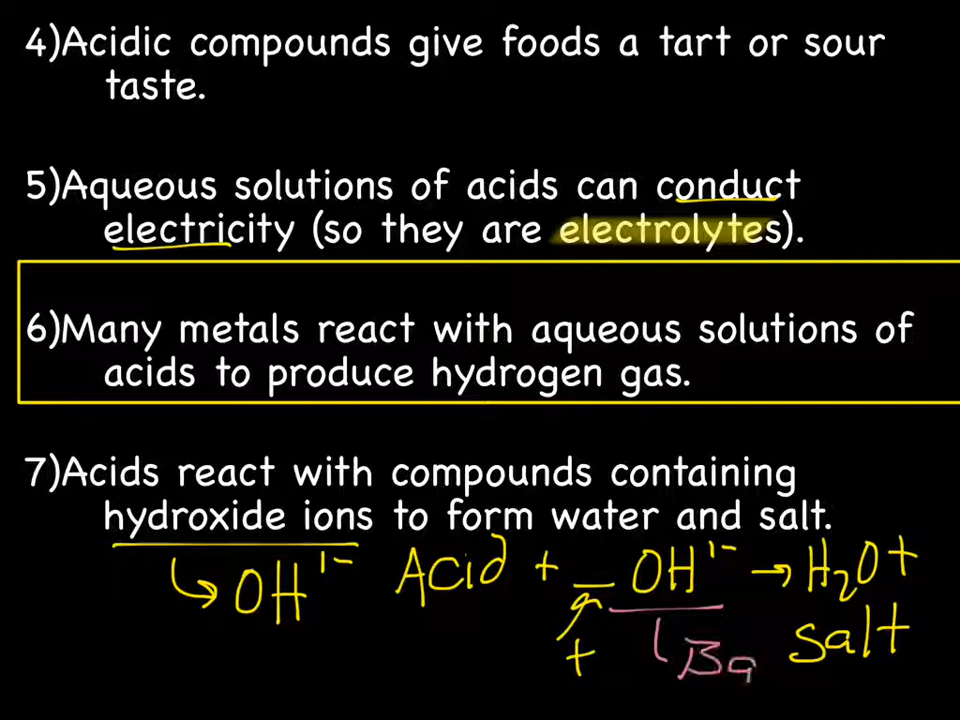 4)Acidic compounds give foods a tart or sour
taste.
5)Aqueous solutions of acids can conduct
electricity (so they are electrolytes).
6)Many metals react with aqueous solutions of
acids to produce hydrogen gas.
7)Acids react with compounds containing
hydroxide ions to form water and salt.
↳ OH¹⁻ Acid + _ OH¹⁻ → H₂O +
salt
+
Ba